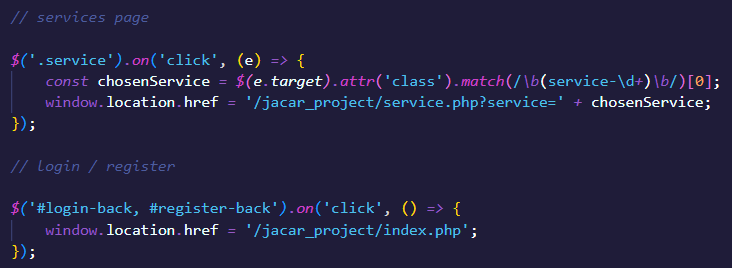 // services page
$('.service').on('click', (e) => {
const chosenService = $(e.target).attr('class').match(/\b(service-\d+)\b/)[0];
window.location.href = '/jacar_project/service.php?service=' + chosenService;
});
// login / register
$('#login-back, #register-back').on('click', () => {
window.location.href = '/jacar_project/index.php';
});